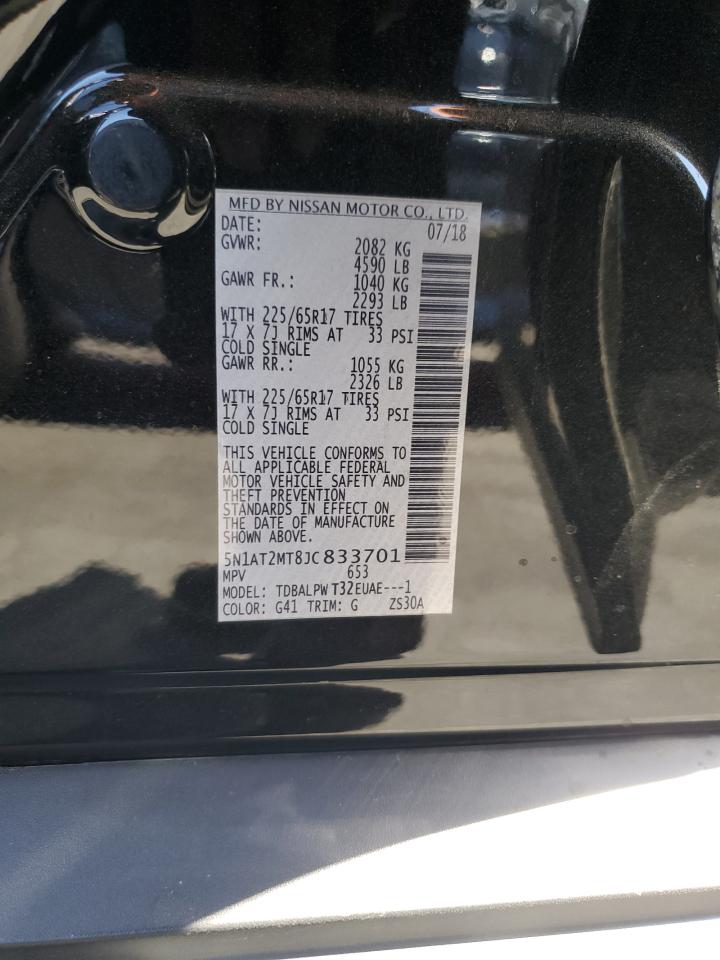 MFD BY NISSAN MOTOR CO., LTD.
DATE: 07/18
GVWR: 2082 KG
4590 LB
GAWR FR.: 1040 KG
2293 LB
WITH 225/65R17 TIRES
17 X 7J RIMS AT 33 PSI
COLD SINGLE
GAWR RR.: 1055 KG
2326 LB
WITH 225/65R17 TIRES
17 X 7J RIMS AT 33 PSI
COLD SINGLE
THIS VEHICLE CONFORMS TO
ALL APPLICABLE FEDERAL
MOTOR VEHICLE SAFETY AND
THEFT PREVENTION
STANDARDS IN EFFECT ON
THE DATE OF MANUFACTURE
SHOWN ABOVE.
5N1AT2MT8JC833701
MPV 653
MODEL: TDBALPW T32EUAE---1
COLOR: G41 TRIM: G ZS30A